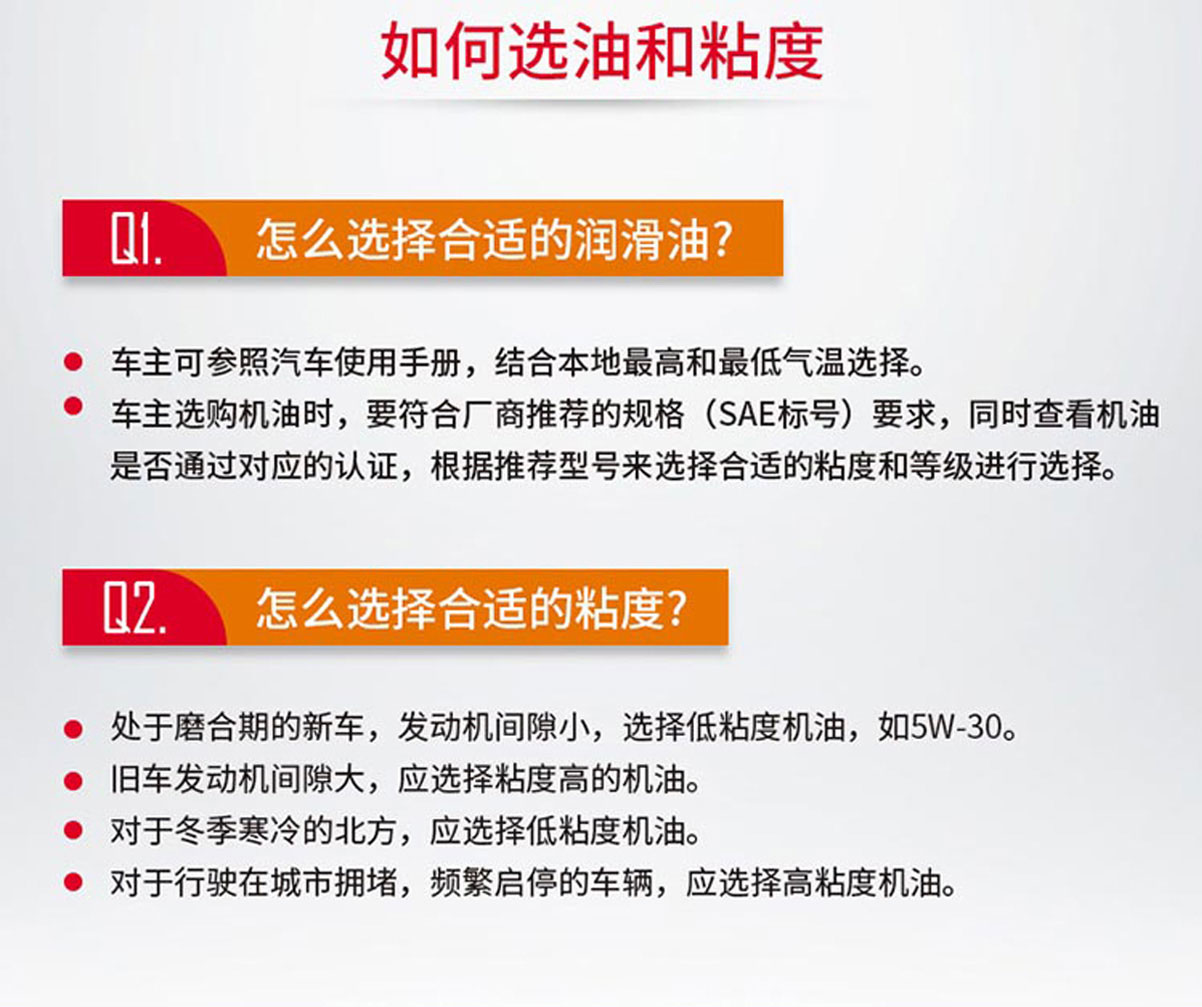 如何选油和粘度
Q1. 怎么选择合适的润滑油?
车主可参照汽车使用手册，结合本地最高和最低气温选择。
车主选购机油时，要符合厂商推荐的规格（SAE标号）要求，同时查看机油
是否通过对应的认证，根据推荐型号来选择合适的粘度和等级进行选择。
Q2. 怎么选择合适的粘度?
处于磨合期的新车，发动机间隙小，选择低粘度机油，如5W-30。
旧车发动机间隙大，应选择粘度高的机油。
对于冬季寒冷的北方，应选择低粘度机油。
对于行驶在城市拥堵，频繁启停的车辆，应选择高粘度机油。